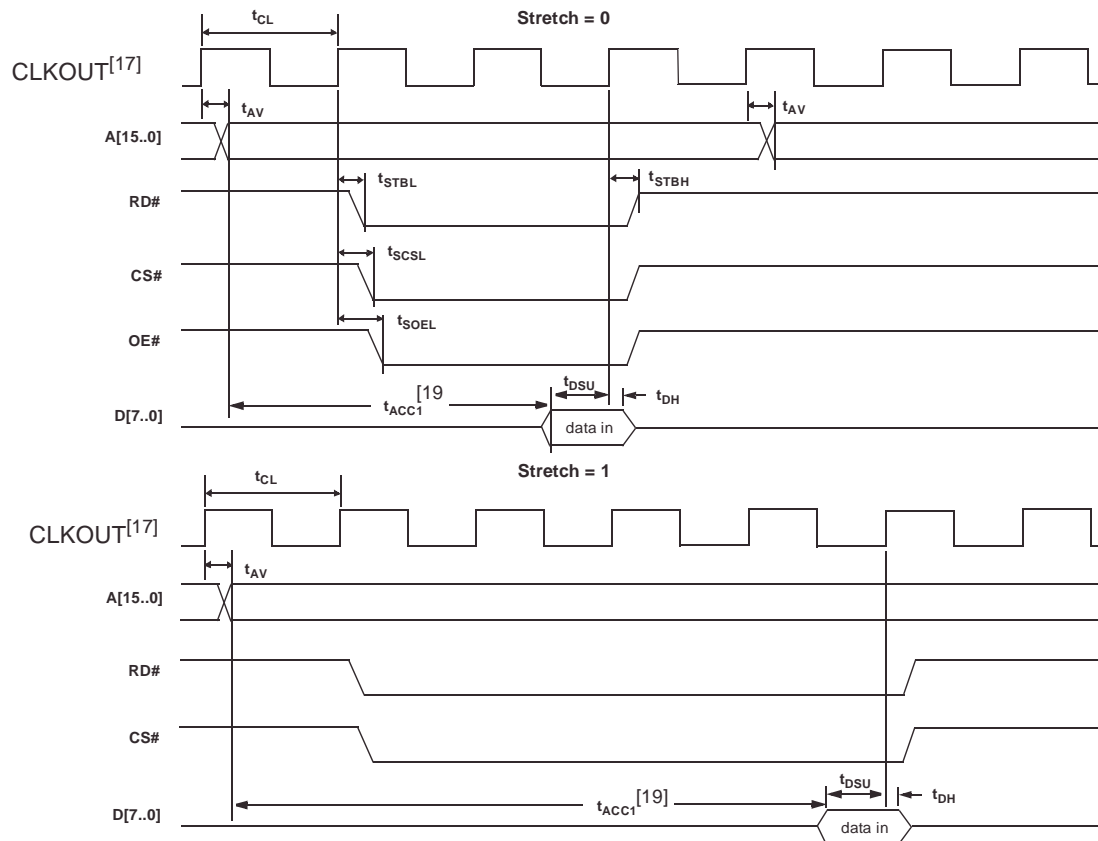 Stretch = 0
tCL
CLKOUT[17]
tAV
tAV
A[15..0]
tSTBL
tSTBH
RD#
tSCSL
CS#
tSOEL
OE#
tACC1[19
tDSU
tDH
D[7..0]
data in
Stretch = 1
tCL
CLKOUT[17]
tAV
A[15..0]
RD#
CS#
tACC1[19]
tDSU
tDH
D[7..0]
data in